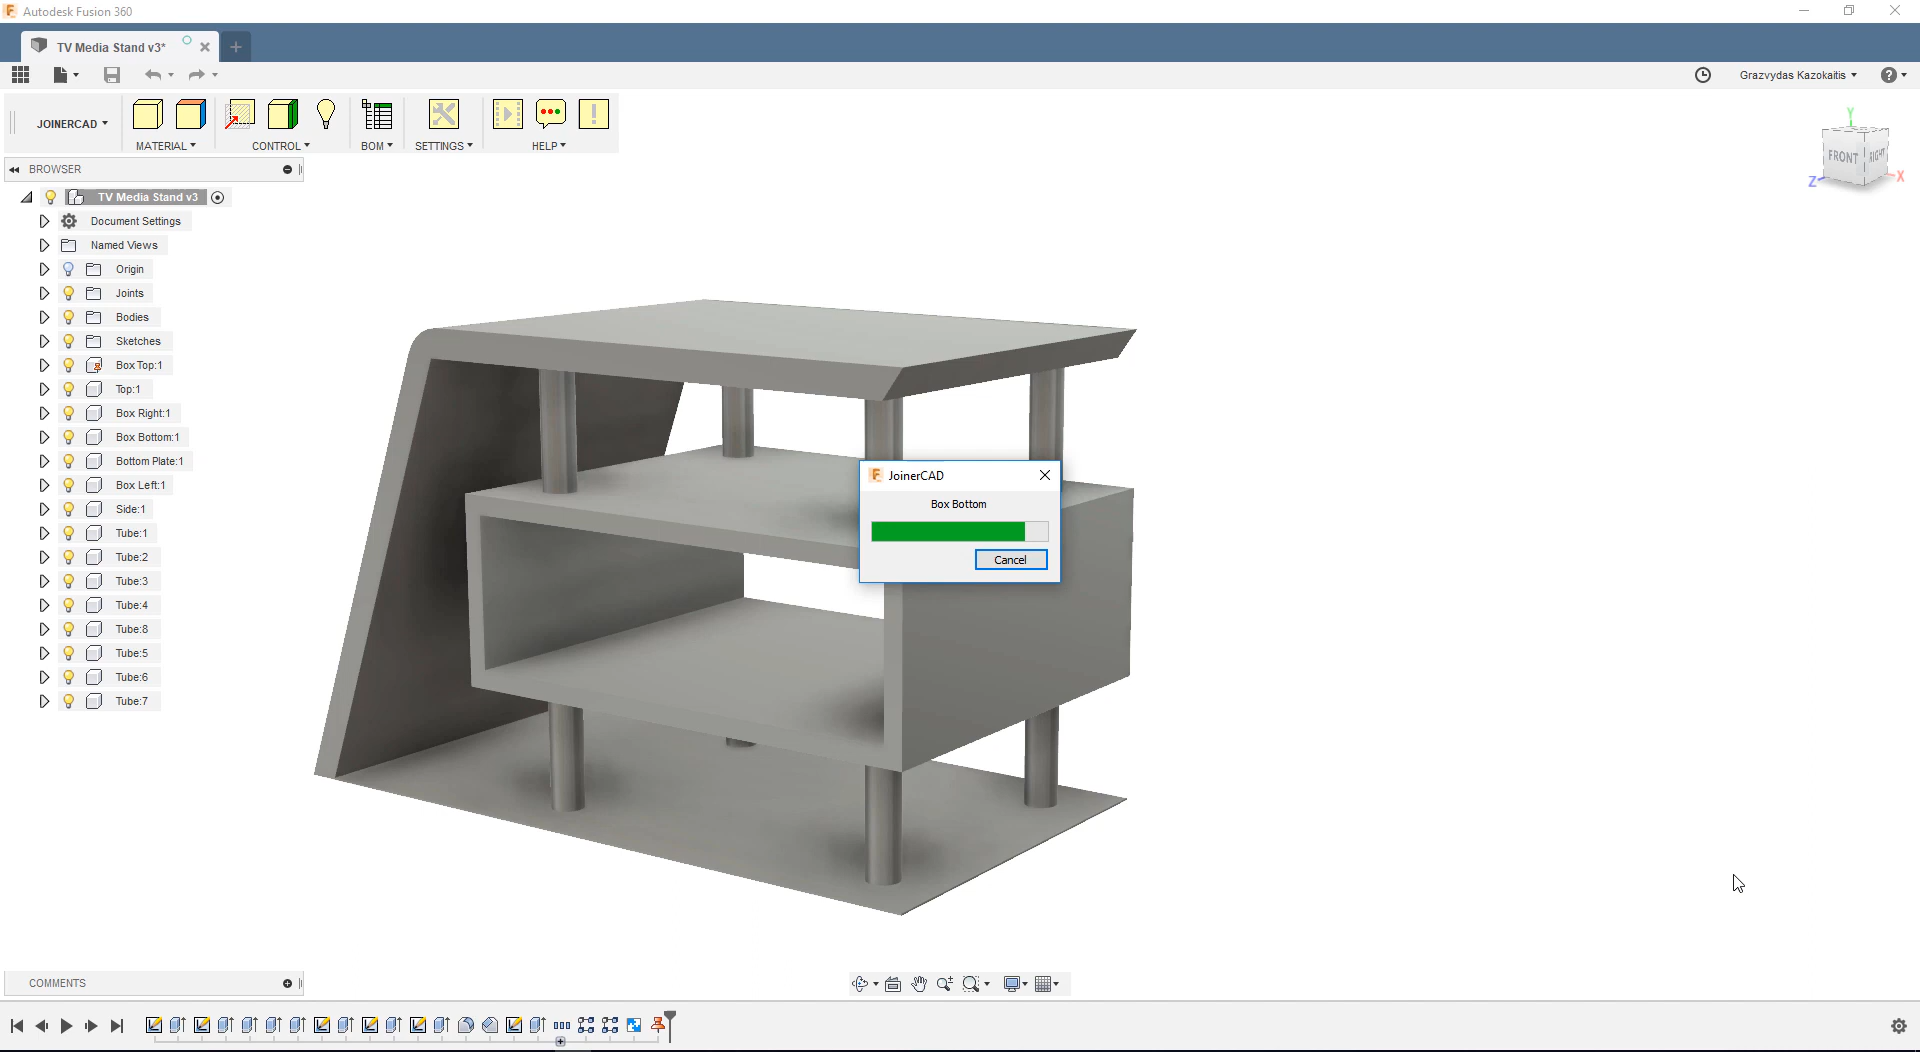 Autodesk Fusion 360
TV Media Stand v3*
Grazvydas Kazokaitis
JOINERCAD
MATERIAL
CONTROL
BOM
SETTINGS
HELP
Y
FRONT
RIGHT
Z
X
BROWSER
TV Media Stand v3
Document Settings
Named Views
Origin
Joints
Bodies
Sketches
Box Top:1
Top:1
Box Right:1
Box Bottom:1
Bottom Plate:1
Box Left:1
Side:1
Tube:1
Tube:2
Tube:3
Tube:4
Tube:8
Tube:5
Tube:6
Tube:7
JoinerCAD
Box Bottom
Cancel
COMMENTS